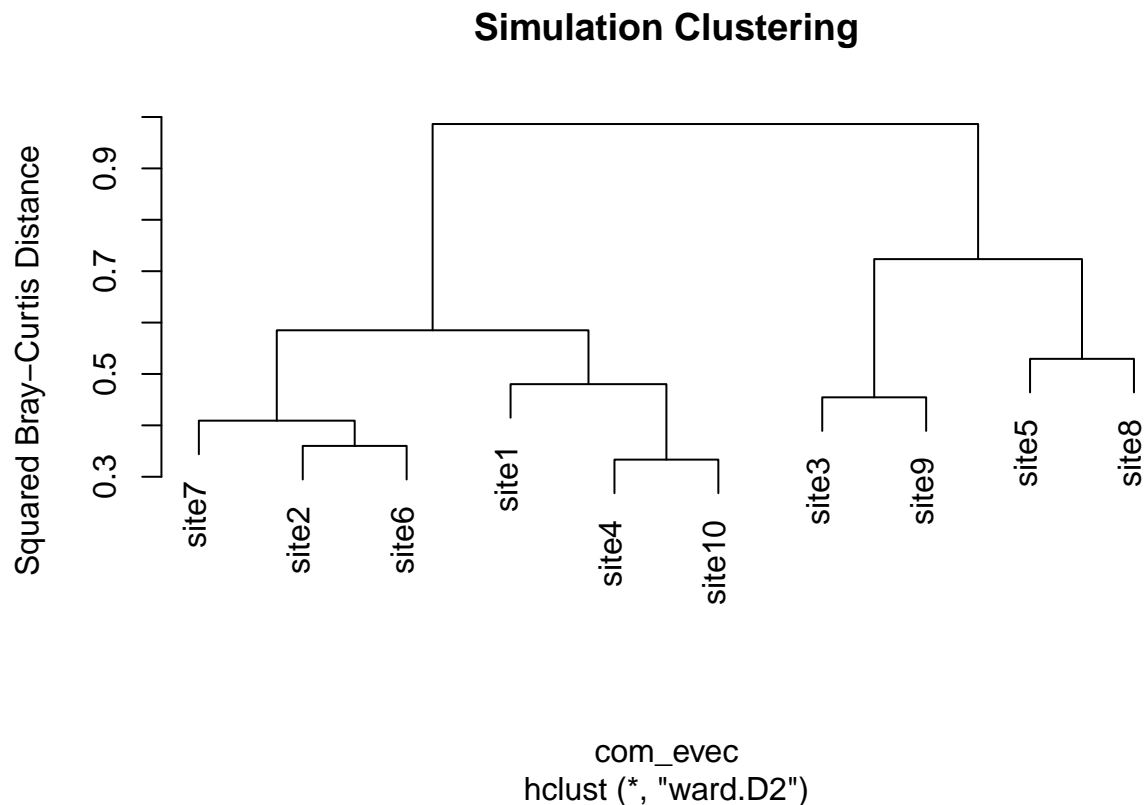 Simulation Clustering
Squared Bray−Curtis Distance
0.9
0.7
0.5
0.3
site7
site2
site6
site1
site4
site10
site3
site9
site5
site8
com_evec
hclust (*, "ward.D2")